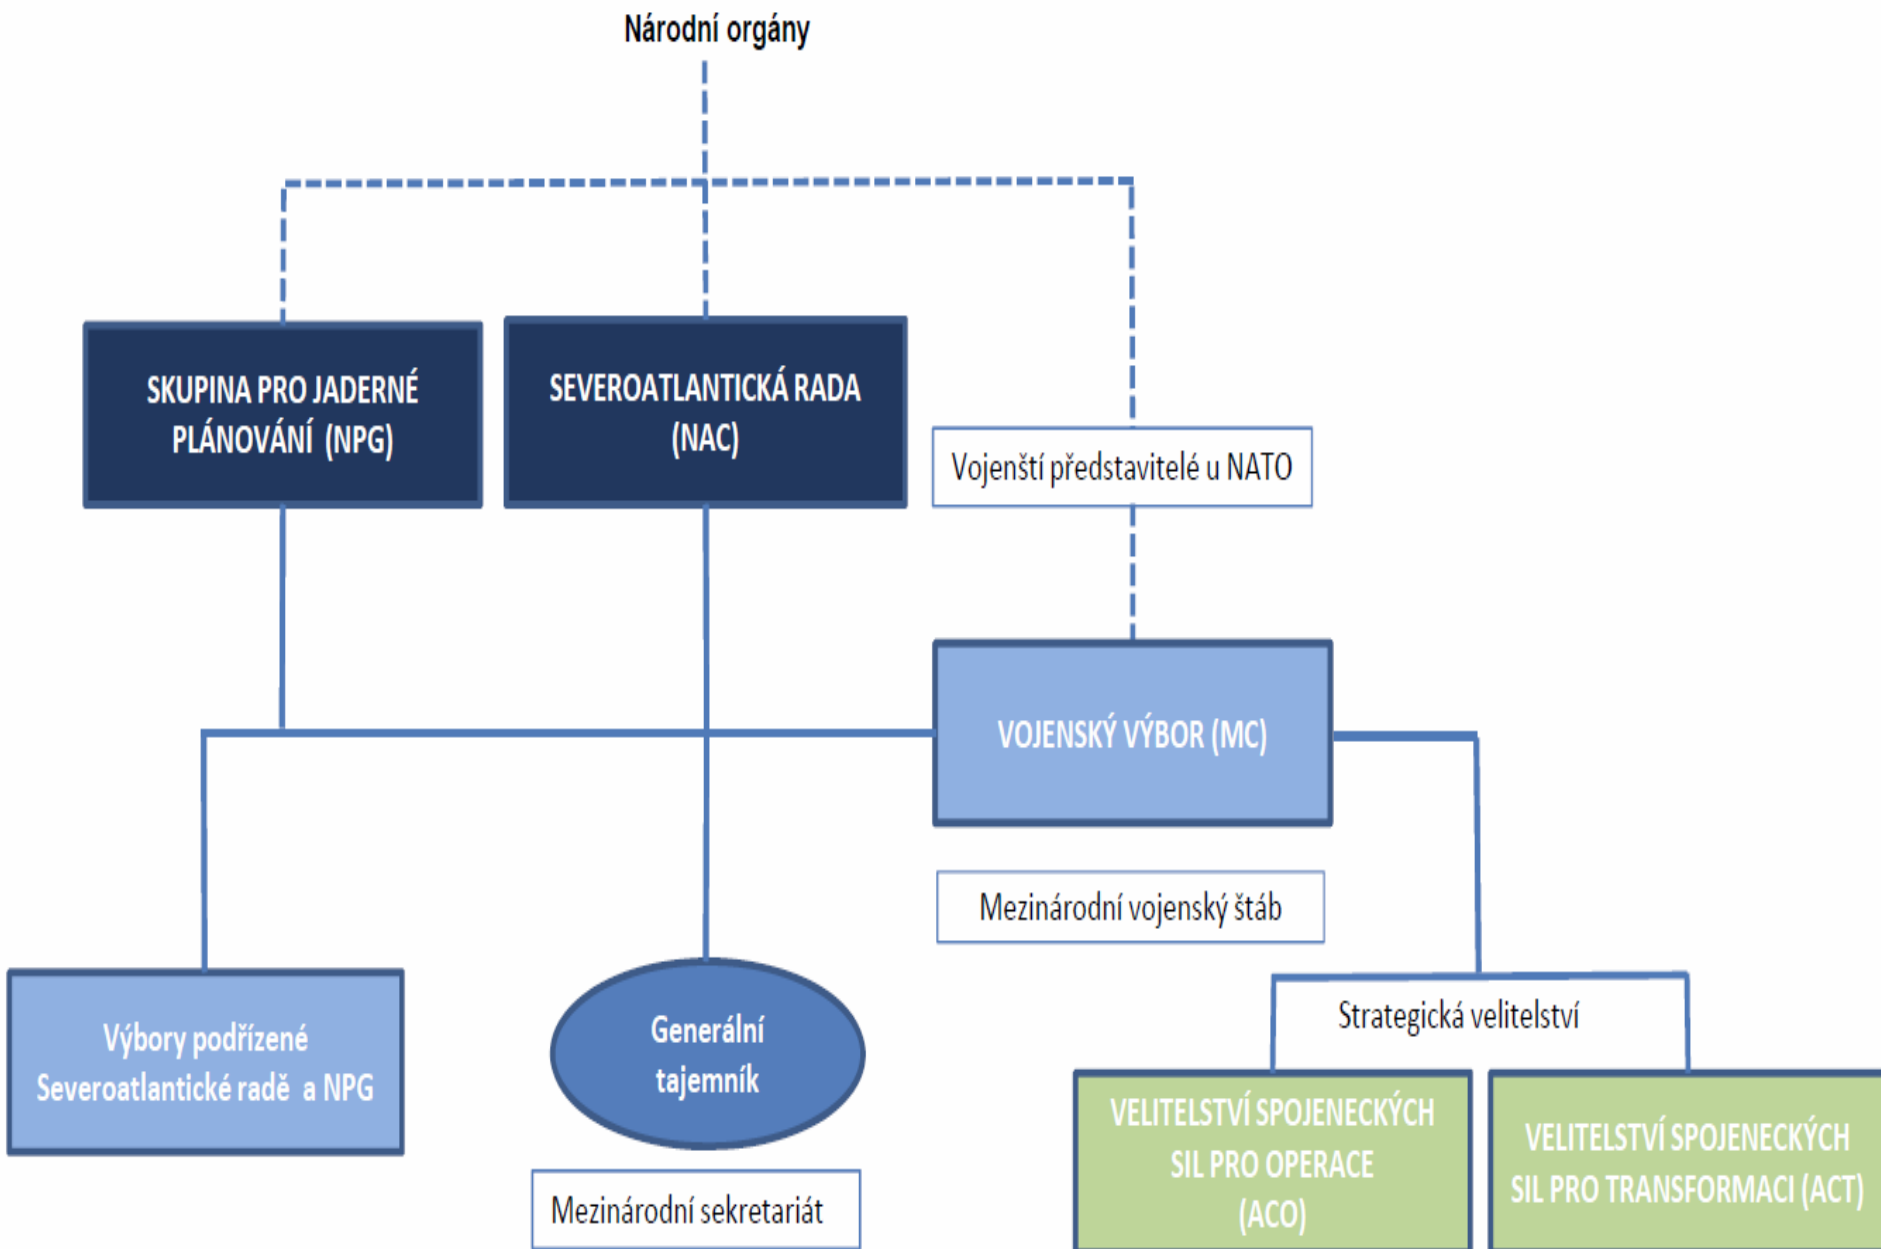 Národní orgány
SKUPINA PRO JADERNÉ
PLÁNOVÁNÍ (NPG)
SEVEROATLANTICKÁ RADA
(NAC)
Vojenští představitelé u NATO
VOJENSKÝ VÝBOR (MC)
Mezinárodní vojenský štáb
Výbory podřízené
Severoatlantické radě a NPG
Generální
tajemník
Mezinárodní sekretariát
Strategická velitelství
VELITELSTVÍ SPOJENECKÝCH
SIL PRO OPERACE
(ACO)
VELITELSTVÍ SPOJENECKÝCH
SIL PRO TRANSFORMACI (ACT)